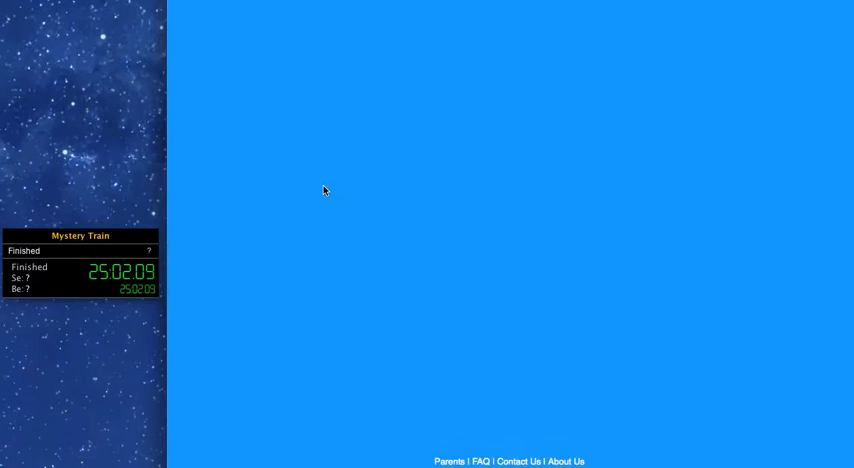 Mystery Train
Finished ?
Finished 25:02.09
Se: ?
Be: ? 25:02:09
Parents | FAQ | Contact Us | About Us